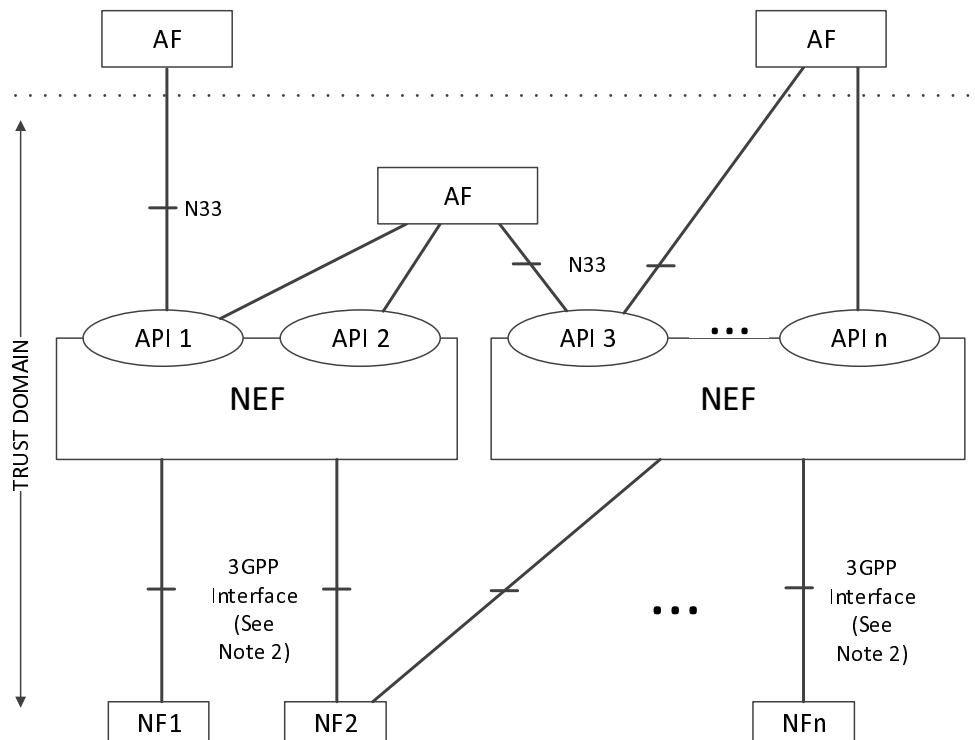 AF
AF
AF
N33
N33
API 1
API 2
API 3
...
API n
NEF
NEF
TRUST DOMAIN
3GPP
Interface
(See
Note 2)
...
3GPP
Interface
(See
Note 2)
NF1
NF2
NFn